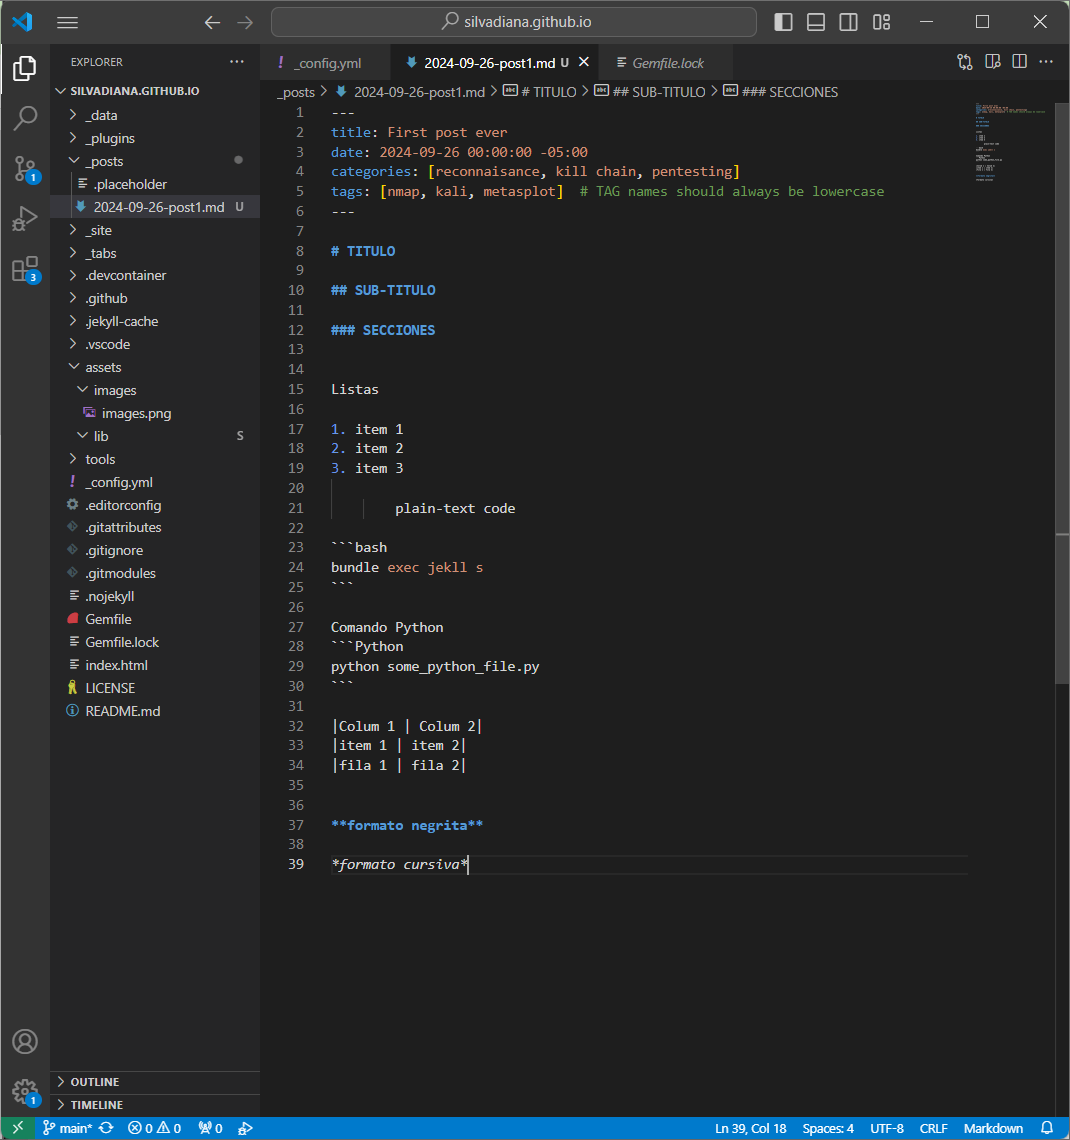 silvadiana.github.io
EXPLORER
_config.yml
2024-09-26-post1.md U
Gemfile.lock
_posts > 2024-09-26-post1.md > # TITULO > ## SUB-TITULO > ### SECCIONES
SILVADIANA.GITHUB.IO
_data
_plugins
_posts
.placeholder
2024-09-26-post1.md U
_site
_tabs
.devcontainer
.github
.jekyll-cache
.vscode
assets
images
images.png
lib S
tools
_config.yml
.editorconfig
.gitattributes
.gitignore
.gitmodules
.nojekyll
Gemfile
Gemfile.lock
index.html
LICENSE
README.md
OUTLINE
TIMELINE
1
3
1
1 ---
2 title: First post ever
3 date: 2024-09-26 00:00:00 -05:00
4 categories: [reconnaisance, kill chain, pentesting]
5 tags: [nmap, kali, metasplot]  # TAG names should always be lowercase
6 ---
7
8 # TITULO
9
10 ## SUB-TITULO
11
12 ### SECCIONES
13
14
15 Listas
16
17 1. item 1
18 2. item 2
19 3. item 3
20
21         plain-text code
22
23 ```bash
24 bundle exec jekll s
25 ```
26
27 Comando Python
28 ```Python
29 python some_python_file.py
30 ```
31
32 |Colum 1 | Colum 2|
33 |item 1 | item 2|
34 |fila 1 | fila 2|
35
36
37 **formato negrita**
38
39 *formato cursiva*
main* 0 0 0 Ln 39, Col 18 Spaces: 4 UTF-8 CRLF Markdown